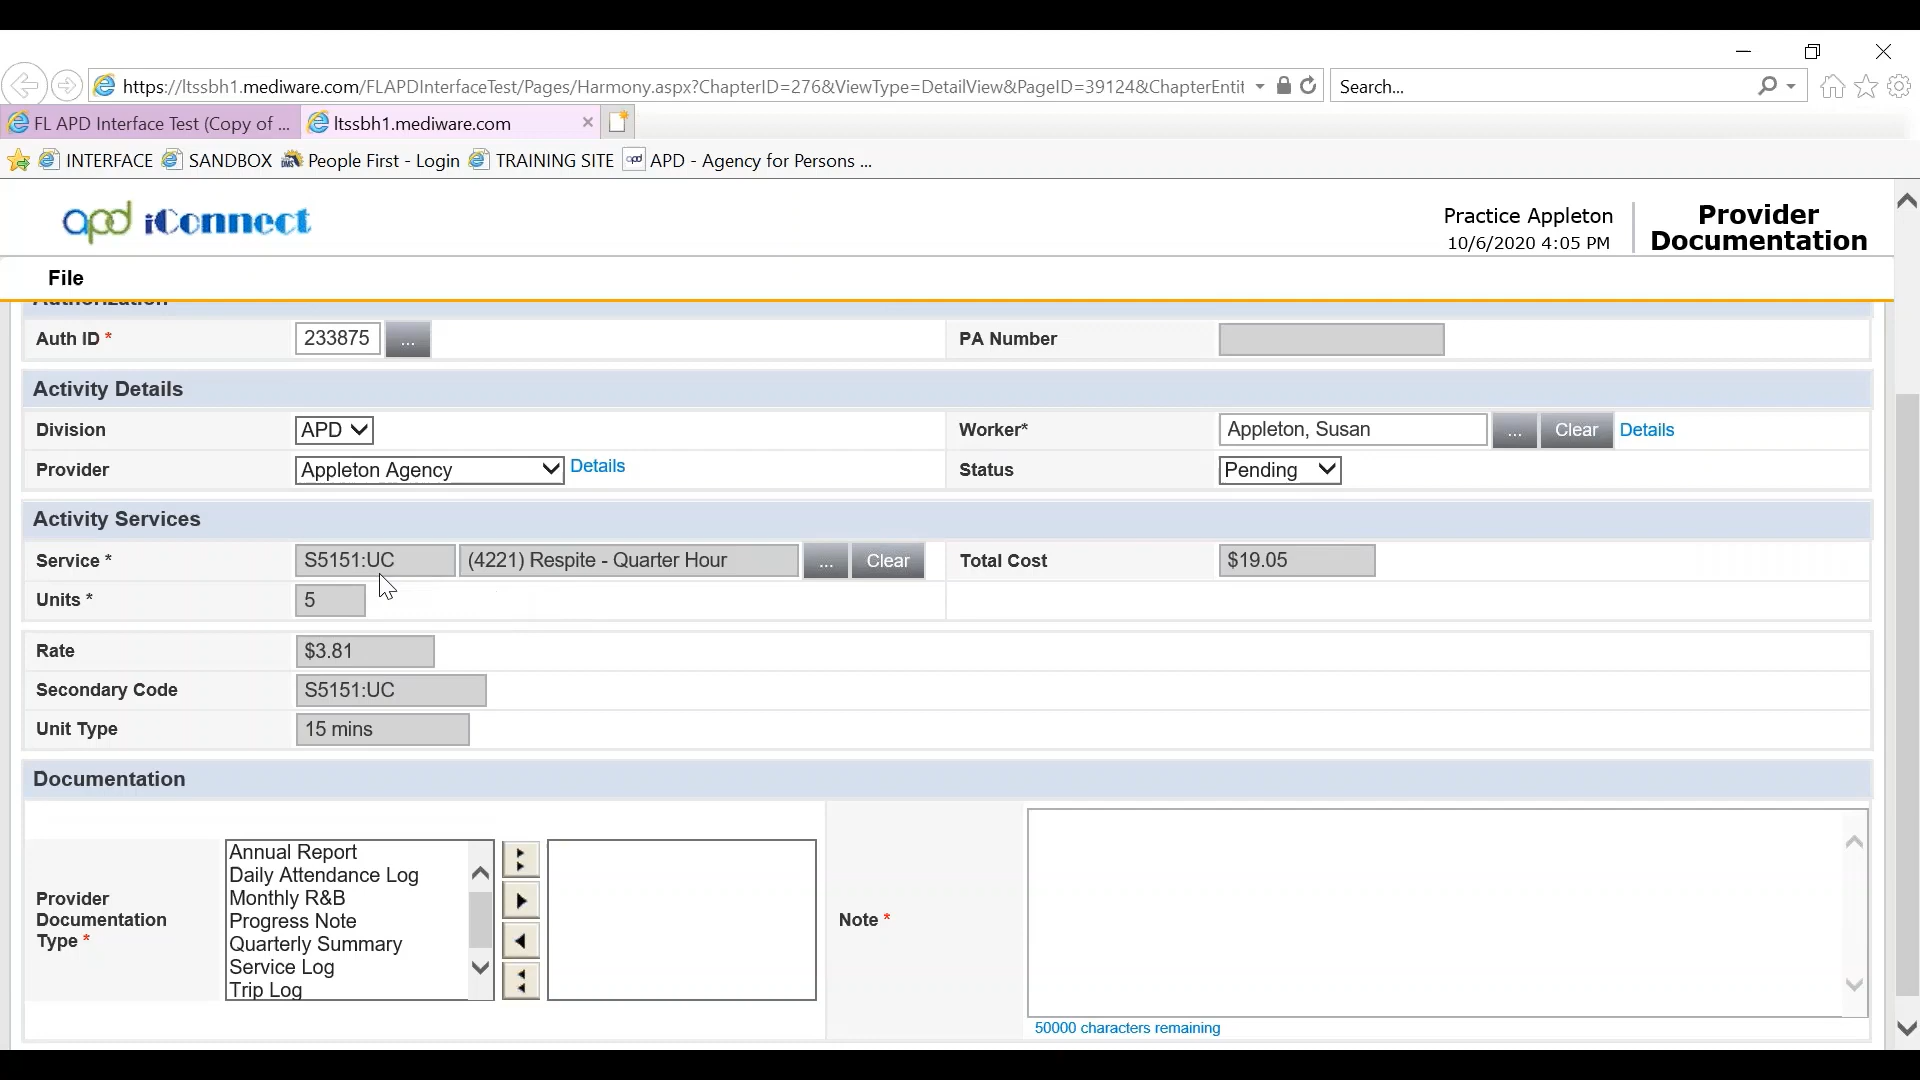 https://ltssbh1.mediware.com/FLAPDInterfaceTest/Pages/Harmony.aspx?ChapterID=276&ViewType=DetailView&PageID=39124&ChapterEntit
Search...
FL APD Interface Test (Copy of ...
ltssbh1.mediware.com
INTERFACE SANDBOX People First - Login TRAINING SITE APD - Agency for Persons ...
apd iConnect
Practice Appleton
10/6/2020 4:05 PM
Provider
Documentation
File
Authorization
Auth ID * 233875 ... PA Number
Activity Details
Division APD Worker* Appleton, Susan ... Clear Details
Provider Appleton Agency Details Status Pending
Activity Services
Service * S5151:UC (4221) Respite - Quarter Hour ... Clear Total Cost $19.05
Units * 5
Rate $3.81
Secondary Code S5151:UC
Unit Type 15 mins
Documentation
Provider
Documentation
Type *
Annual Report
Daily Attendance Log
Monthly R&B
Progress Note
Quarterly Summary
Service Log
Trip Log
Note *
50000 characters remaining